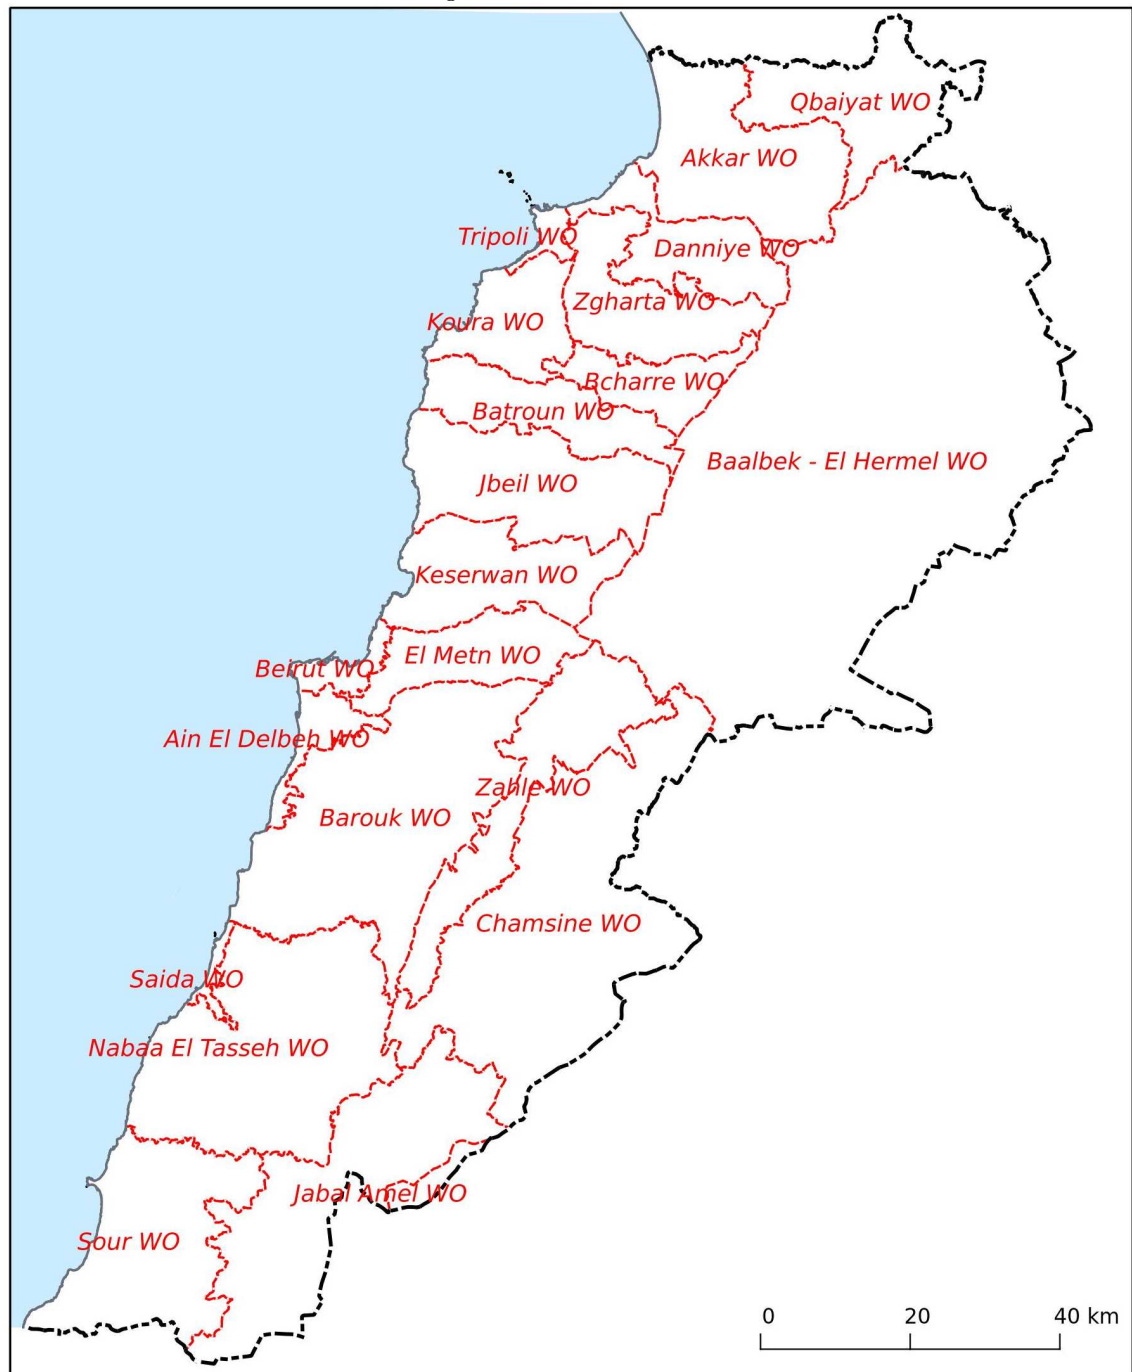 Qbaiyat WO
Akkar WO
Tripoli WO
Danniye WO
Zgharta WO
Koura WO
Bcharre WO
Batroun WO
Baalbek - El Hermel WO
Jbeil WO
Keserwan WO
El Metn WO
Beirut WO
Ain El Delbeh WO
Zahle WO
Barouk WO
Chamsine WO
Saida WO
Nabaa El Tasseh WO
Jabal Amel WO
Sour WO
0 20 40 km